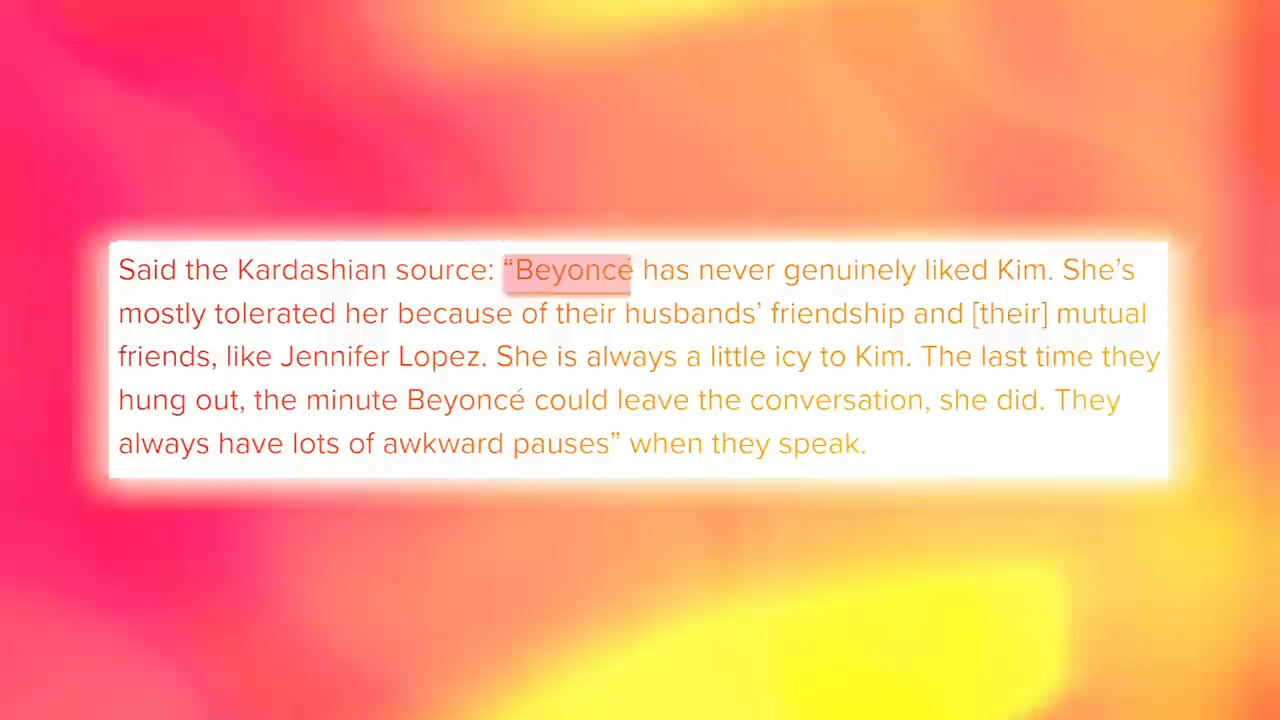 Said the Kardashian source: “Beyoncé has never genuinely liked Kim. She’s
mostly tolerated her because of their husbands’ friendship and [their] mutual
friends, like Jennifer Lopez. She is always a little icy to Kim. The last time they
hung out, the minute Beyoncé could leave the conversation, she did. They
always have lots of awkward pauses” when they speak.